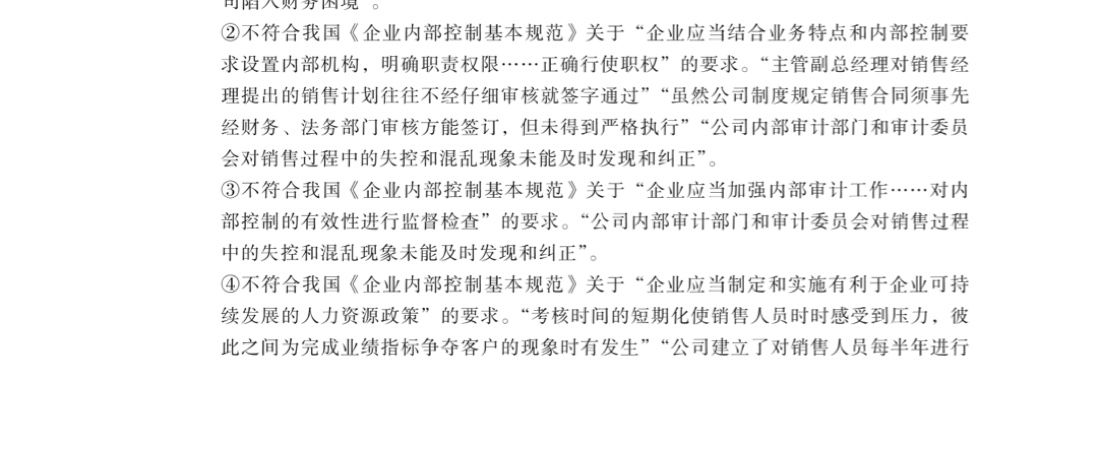 司陷入财务困境”。
②不符合我国《企业内部控制基本规范》关于“企业应当结合业务特点和内部控制要
求设置内部机构，明确职责权限……正确行使职权”的要求。“主管副总经理对销售经
理提出的销售计划往往不经仔细审核就签字通过”“虽然公司制度规定销售合同须事先
经财务、法务部门审核方能签订，但未得到严格执行”“公司内部审计部门和审计委员
会对销售过程中的失控和混乱现象未能及时发现和纠正”。
③不符合我国《企业内部控制基本规范》关于“企业应当加强内部审计工作……对内
部控制的有效性进行监督检查”的要求。“公司内部审计部门和审计委员会对销售过程
中的失控和混乱现象未能及时发现和纠正”。
④不符合我国《企业内部控制基本规范》关于“企业应当制定和实施有利于企业可持
续发展的人力资源政策”的要求。“考核时间的短期化使销售人员时时感受到压力，彼
此之间为完成业绩指标争夺客户的现象时有发生”“公司建立了对销售人员每半年进行